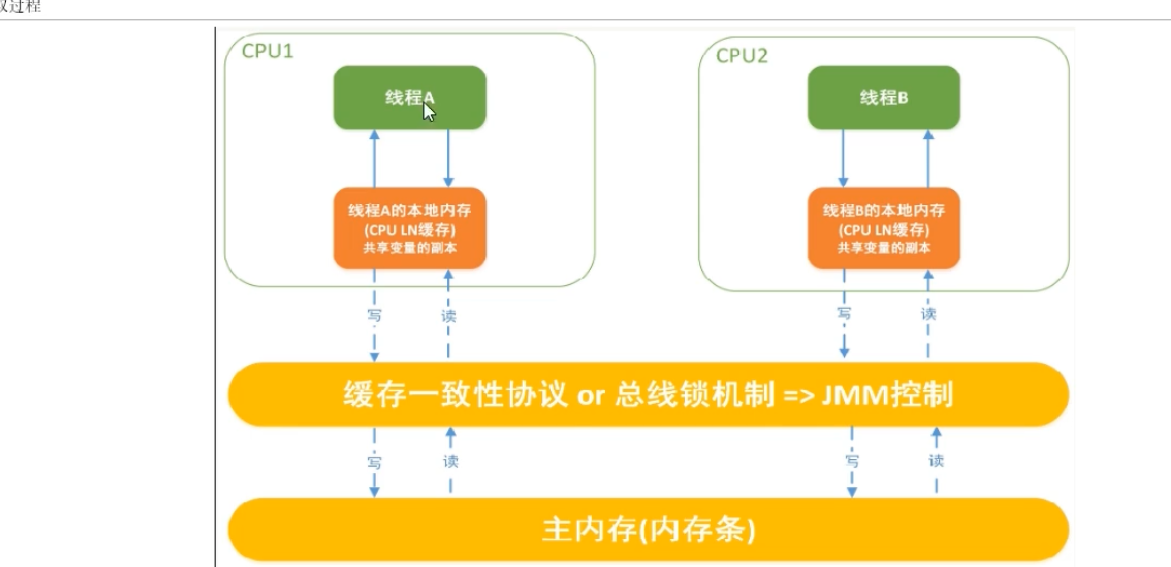 过程
CPU1
CPU2
线程A
线程B
线程A的本地内存
(CPU LN缓存)
共享变量的副本
线程B的本地内存
(CPU LN缓存)
共享变量的副本
写
读
写
读
缓存一致性协议 or 总线锁机制 => JMM控制
写
读
写
读
主内存(内存条)